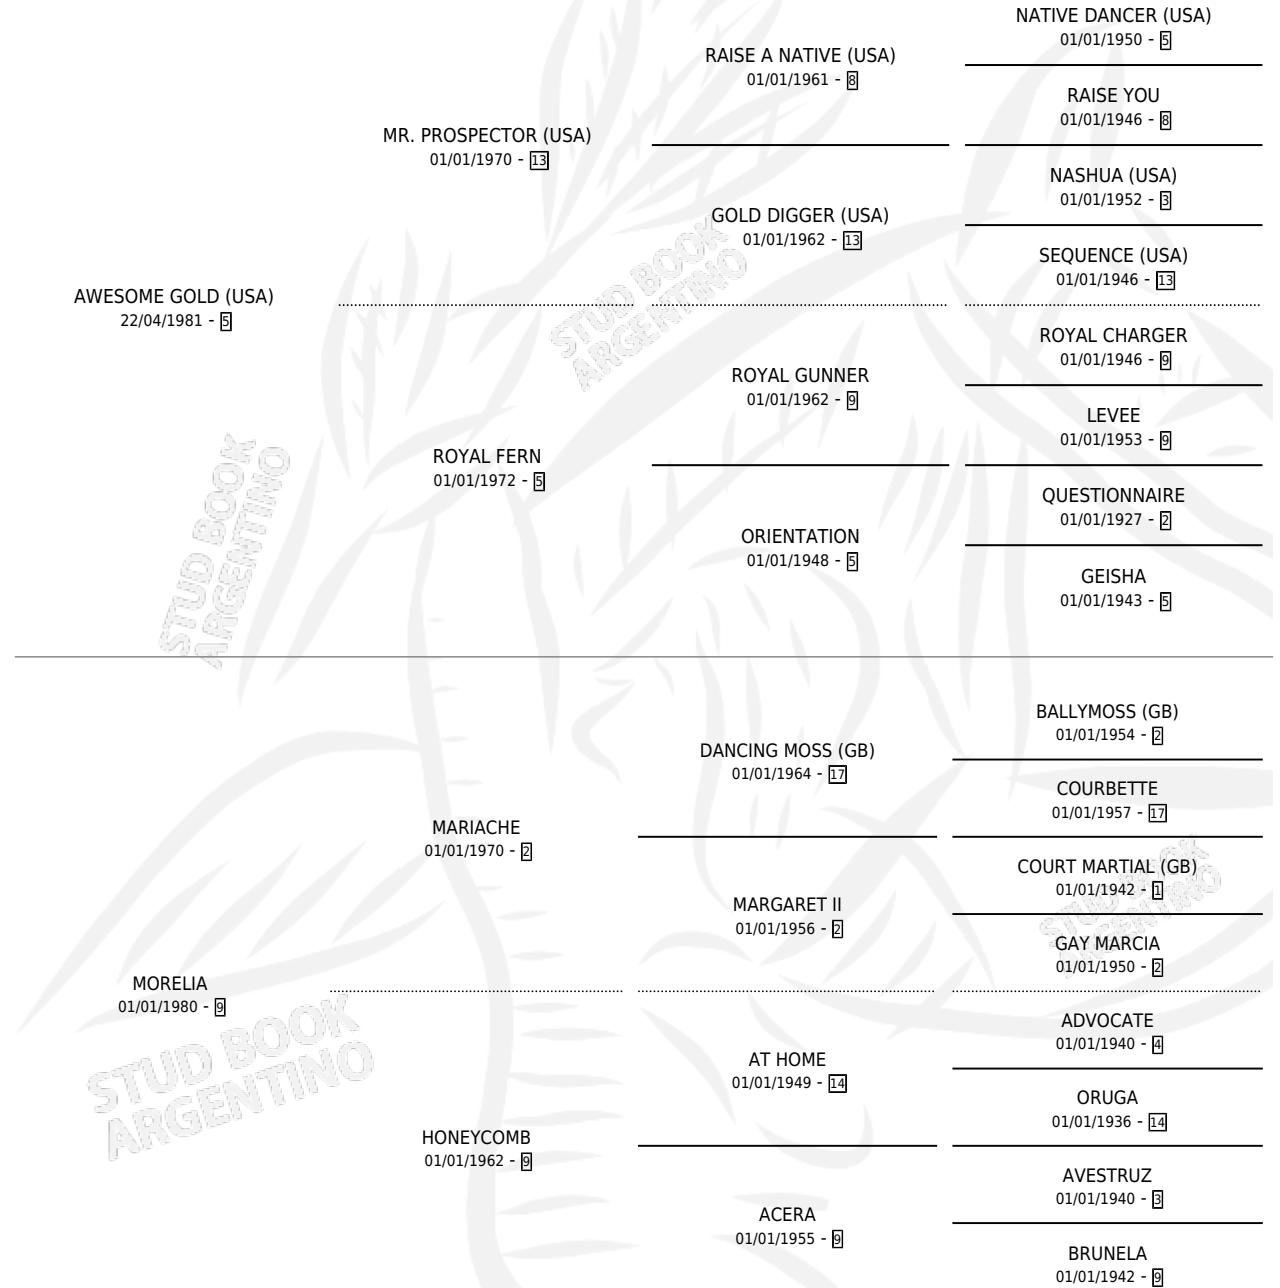 NATIVE DANCER (USA)
01/01/1950 - 5
RAISE A NATIVE (USA)
01/01/1961 - 8
RAISE YOU
01/01/1946 - 8
MR. PROSPECTOR (USA)
01/01/1970 - 13
NASHUA (USA)
01/01/1952 - 3
GOLD DIGGER (USA)
01/01/1962 - 13
SEQUENCE (USA)
01/01/1946 - 13
AWESOME GOLD (USA)
22/04/1981 - 5
ROYAL CHARGER
01/01/1946 - 9
ROYAL GUNNER
01/01/1962 - 9
LEVEE
01/01/1953 - 9
ROYAL FERN
01/01/1972 - 5
QUESTIONNAIRE
01/01/1927 - 2
ORIENTATION
01/01/1948 - 5
GEISHA
01/01/1943 - 5
BALLYMOSS (GB)
01/01/1954 - 2
DANCING MOSS (GB)
01/01/1964 - 17
COURBETTE
01/01/1957 - 17
MARIACHE
01/01/1970 - 2
COURT MARTIAL (GB)
01/01/1942 - 1
MARGARET II
01/01/1956 - 2
GAY MARCIA
01/01/1950 - 2
MORELIA
01/01/1980 - 9
ADVOCATE
01/01/1940 - 4
AT HOME
01/01/1949 - 14
ORUGA
01/01/1936 - 14
HONEYCOMB
01/01/1962 - 9
AVESTRUZ
01/01/1940 - 3
ACERA
01/01/1955 - 9
BRUNELA
01/01/1942 - 9
STUD BOOK
ARGENTINO
STUD BOOK
ARGENTINO
STUD BOOK
ARGENTINO
STUD BOOK
ARGENTINO